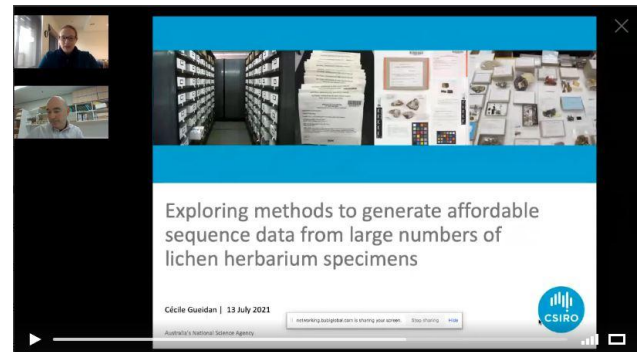 Exploring methods to generate affordable
sequence data from large numbers of
lichen herbarium specimens
Cécile Gueidan | 13 July 2021
networking.bizaglobal.com is sharing your screen. Stop sharing Hide
Australia's National Science Agency
CSIRO